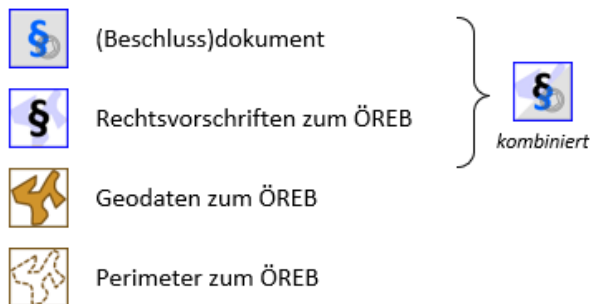 § (Beschluss)dokument
§ Rechtsvorschriften zum ÖREB
§
§
kombiniert
Geodaten zum ÖREB
Perimeter zum ÖREB